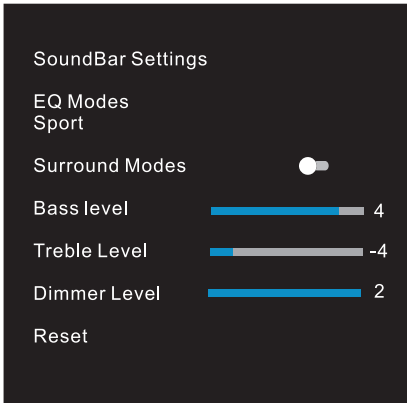 SoundBar Settings
EQ Modes
Sport
Surround Modes
Bass level 4
Treble Level -4
Dimmer Level 2
Reset